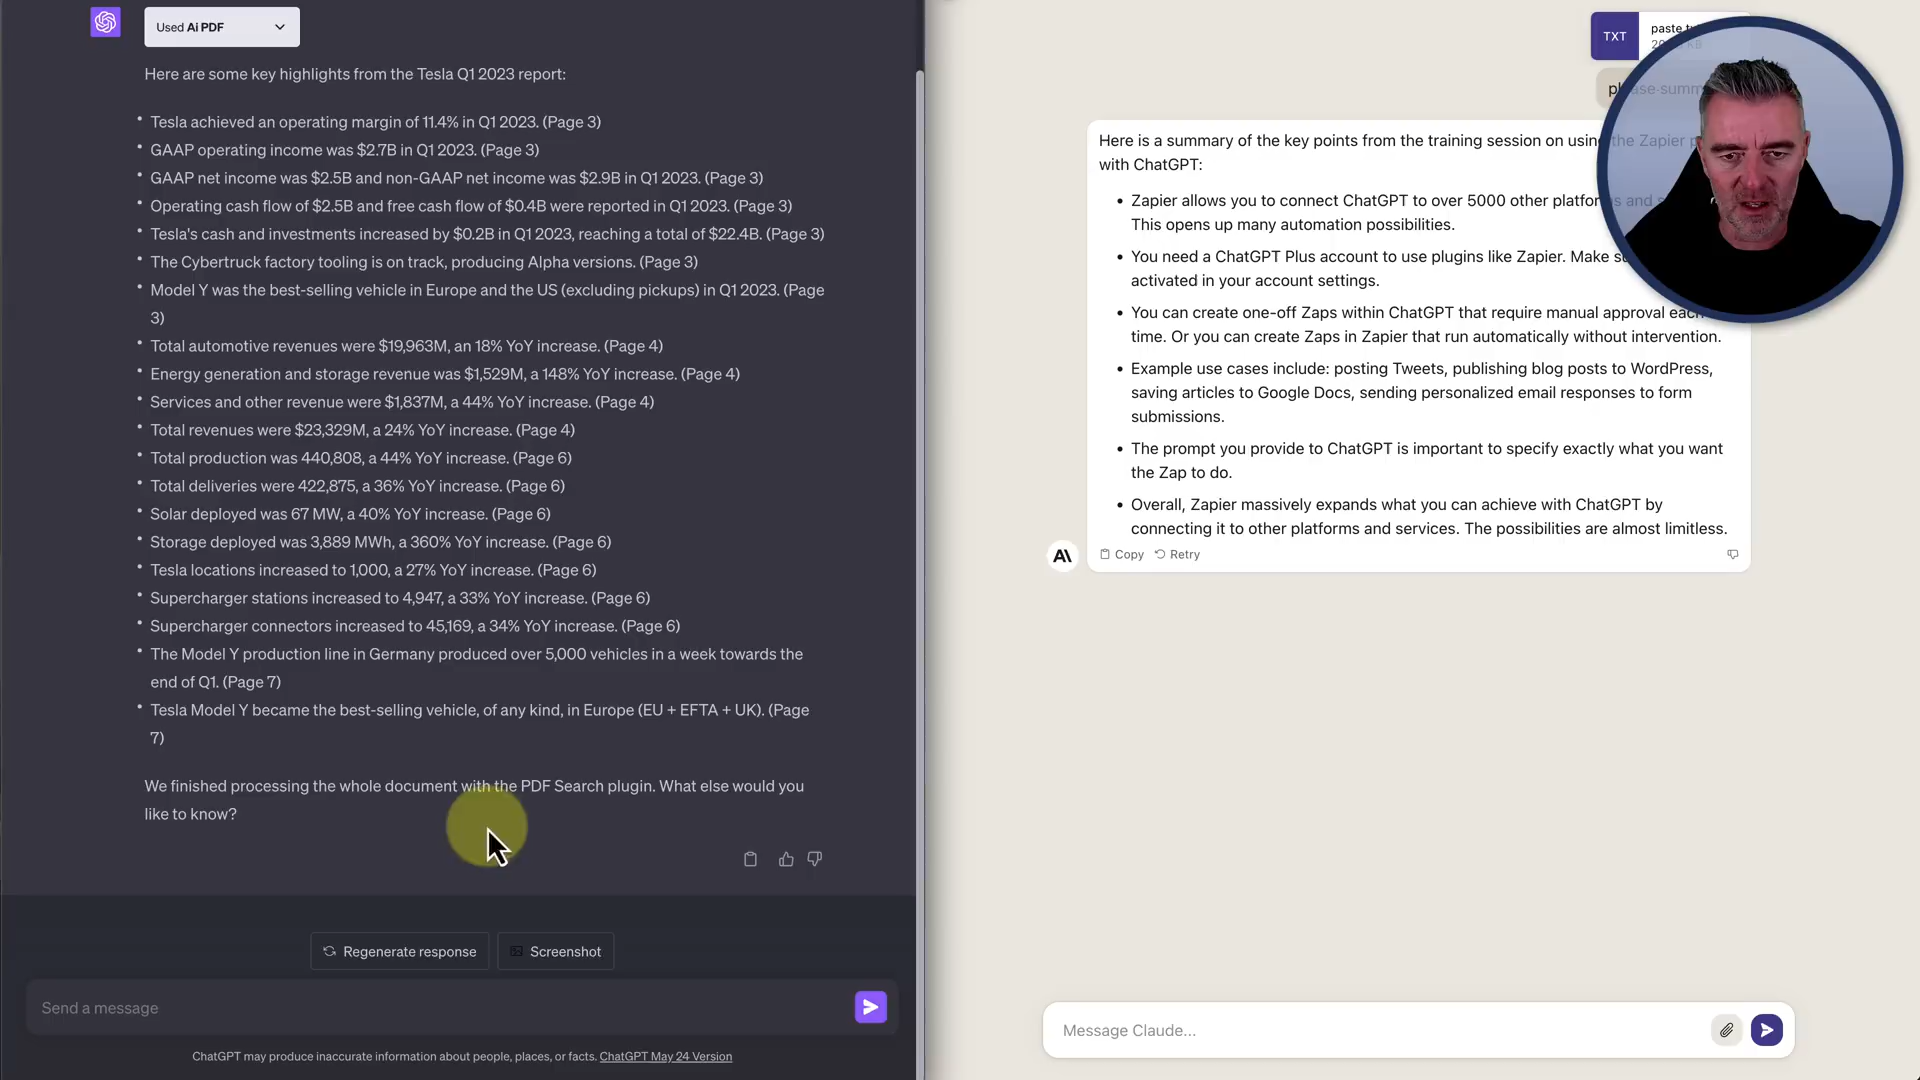 Used Ai PDF
Here are some key highlights from the Tesla Q1 2023 report:
• Tesla achieved an operating margin of 11.4% in Q1 2023. (Page 3)
• GAAP operating income was $2.7B in Q1 2023. (Page 3)
• GAAP net income was $2.5B and non-GAAP net income was $2.9B in Q1 2023. (Page 3)
• Operating cash flow of $2.5B and free cash flow of $0.4B were reported in Q1 2023. (Page 3)
• Tesla's cash and investments increased by $0.2B in Q1 2023, reaching a total of $22.4B. (Page 3)
• The Cybertruck factory tooling is on track, producing Alpha versions. (Page 3)
• Model Y was the best-selling vehicle in Europe and the US (excluding pickups) in Q1 2023. (Page
3)
• Total automotive revenues were $19,963M, an 18% YoY increase. (Page 4)
• Energy generation and storage revenue was $1,529M, a 148% YoY increase. (Page 4)
• Services and other revenue were $1,837M, a 44% YoY increase. (Page 4)
• Total revenues were $23,329M, a 24% YoY increase. (Page 4)
• Total production was 440,808, a 44% YoY increase. (Page 6)
• Total deliveries were 422,875, a 36% YoY increase. (Page 6)
• Solar deployed was 67 MW, a 40% YoY increase. (Page 6)
• Storage deployed was 3,889 MWh, a 360% YoY increase. (Page 6)
• Tesla locations increased to 1,000, a 27% YoY increase. (Page 6)
• Supercharger stations increased to 4,947, a 33% YoY increase. (Page 6)
• Supercharger connectors increased to 45,169, a 34% YoY increase. (Page 6)
• The Model Y production line in Germany produced over 5,000 vehicles in a week towards the
end of Q1. (Page 7)
• Tesla Model Y became the best-selling vehicle, of any kind, in Europe (EU + EFTA + UK). (Page
7)
We finished processing the whole document with the PDF Search plugin. What else would you
like to know?
Regenerate response
Screenshot
Send a message
ChatGPT may produce inaccurate information about people, places, or facts. ChatGPT May 24 Version
TXT
paste
Here is a summary of the key points from the training session on using the Zapier
with ChatGPT:
• Zapier allows you to connect ChatGPT to over 5000 other platforms and
This opens up many automation possibilities.
• You need a ChatGPT Plus account to use plugins like Zapier. Make
activated in your account settings.
• You can create one-off Zaps within ChatGPT that require manual approval each
time. Or you can create Zaps in Zapier that run automatically without intervention.
• Example use cases include: posting Tweets, publishing blog posts to WordPress,
saving articles to Google Docs, sending personalized email responses to form
submissions.
• The prompt you provide to ChatGPT is important to specify exactly what you want
the Zap to do.
• Overall, Zapier massively expands what you can achieve with ChatGPT by
connecting it to other platforms and services. The possibilities are almost limitless.
Copy
Retry
Message Claude...